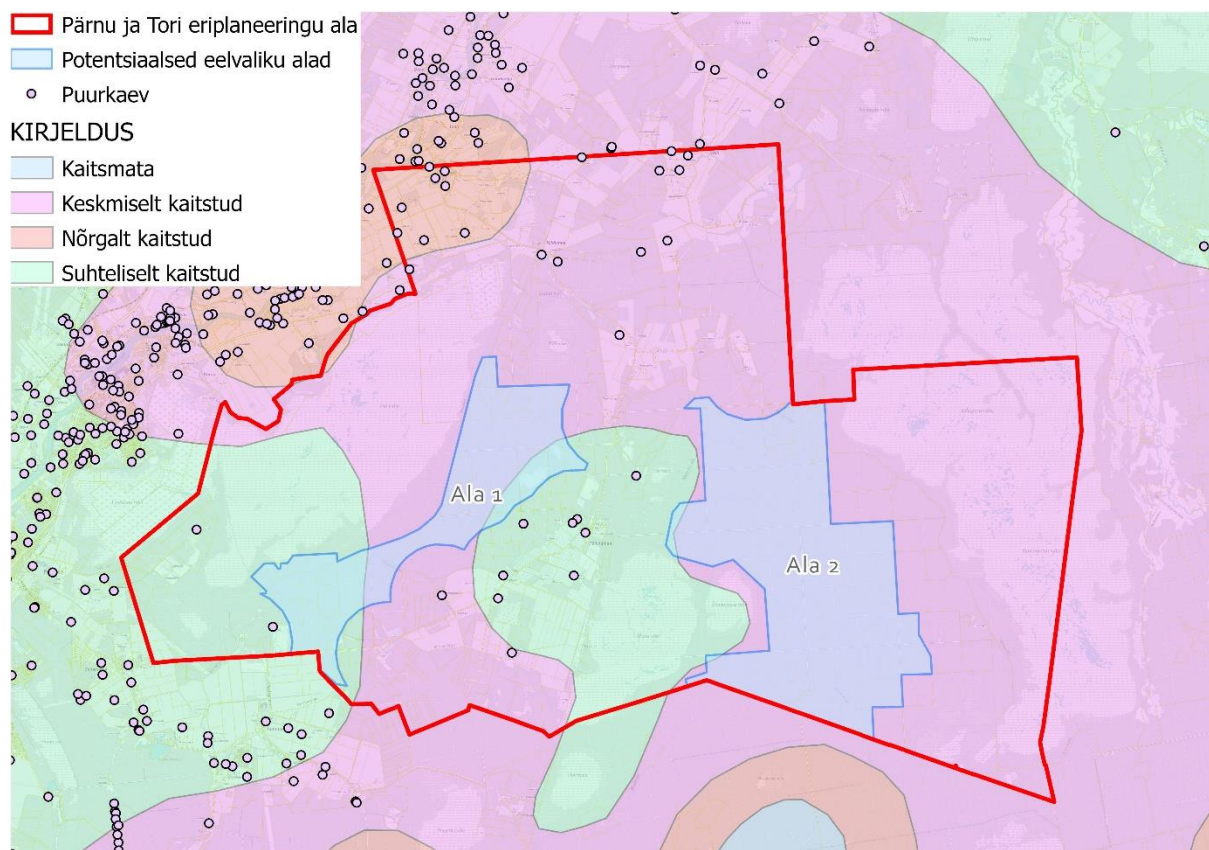 Pärnu ja Tori eriplaneeringu ala
Potentsiaalsed eelvaliku alad
Puurkaev
KIRJELDUS
Kaitsmata
Keskmiselt kaitstud
Nõrgalt kaitstud
Suhteliselt kaitstud
Ala 1
Ala 2